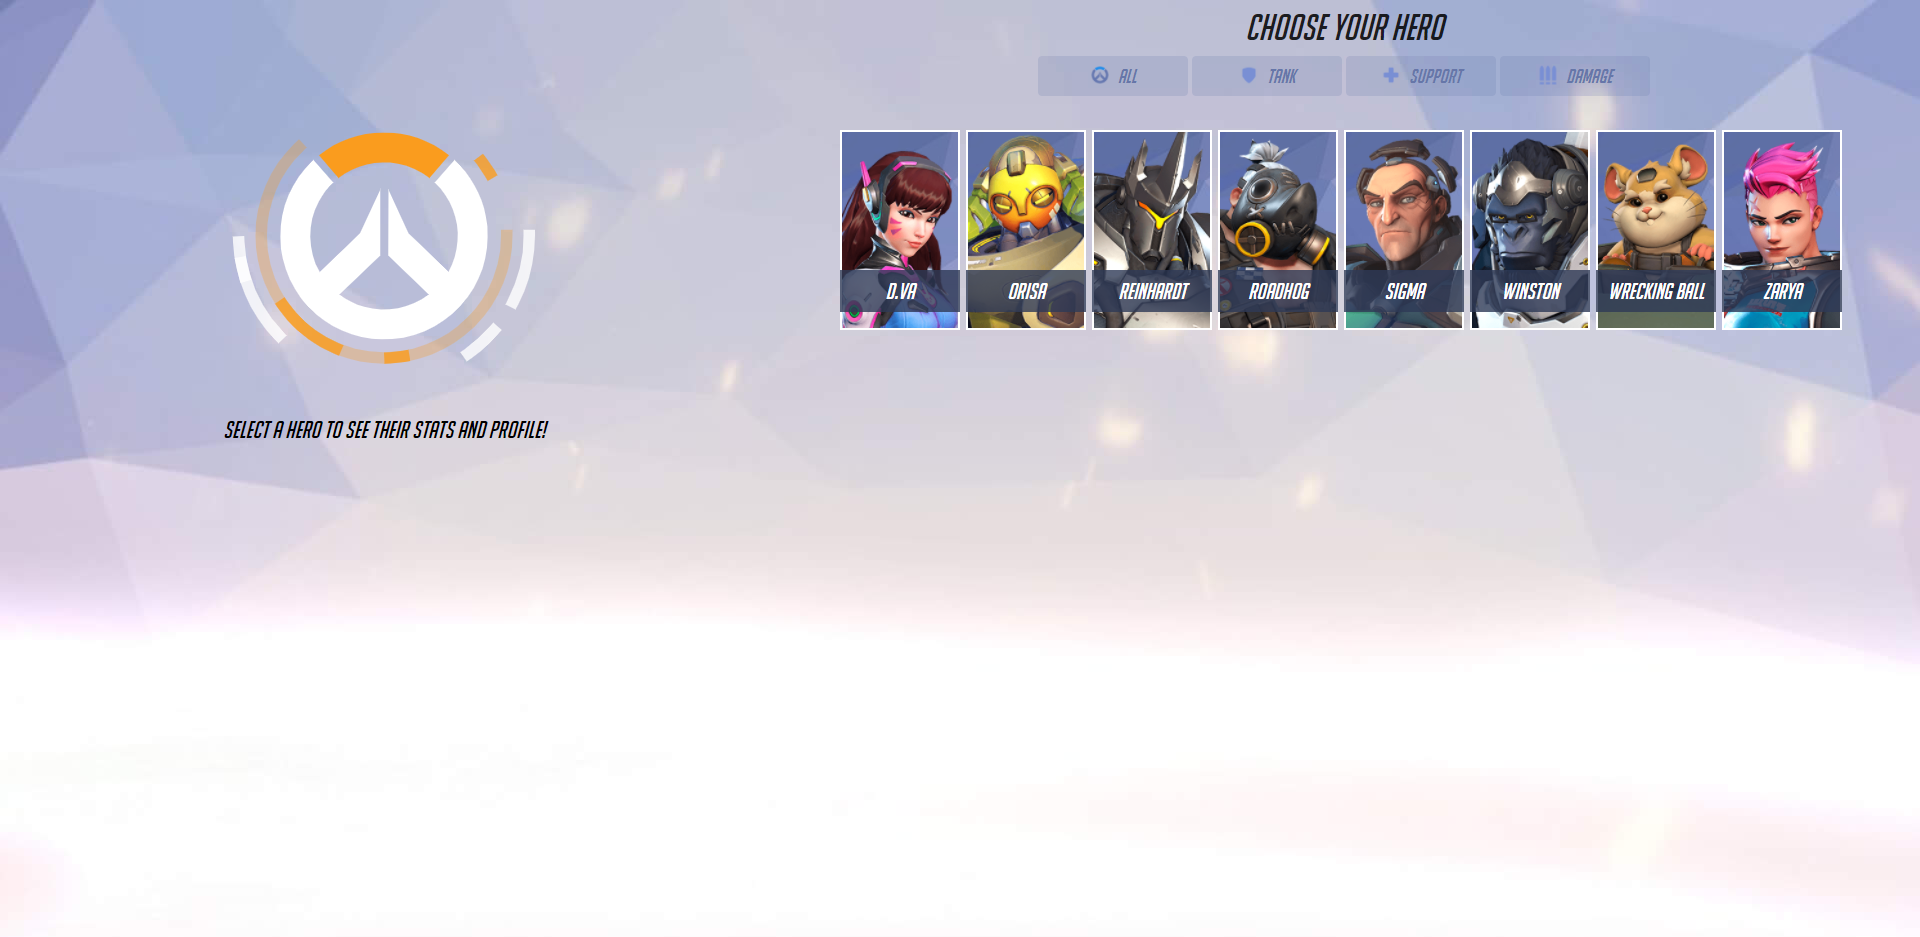 CHOOSE YOUR HERO
ALL
TANK
SUPPORT
DAMAGE
D.VA
ORISA
REINHARDT
ROADHOG
SIGMA
WINSTON
WRECKING BALL
ZARYA
SELECT A HERO TO SEE THEIR STATS AND PROFILE!